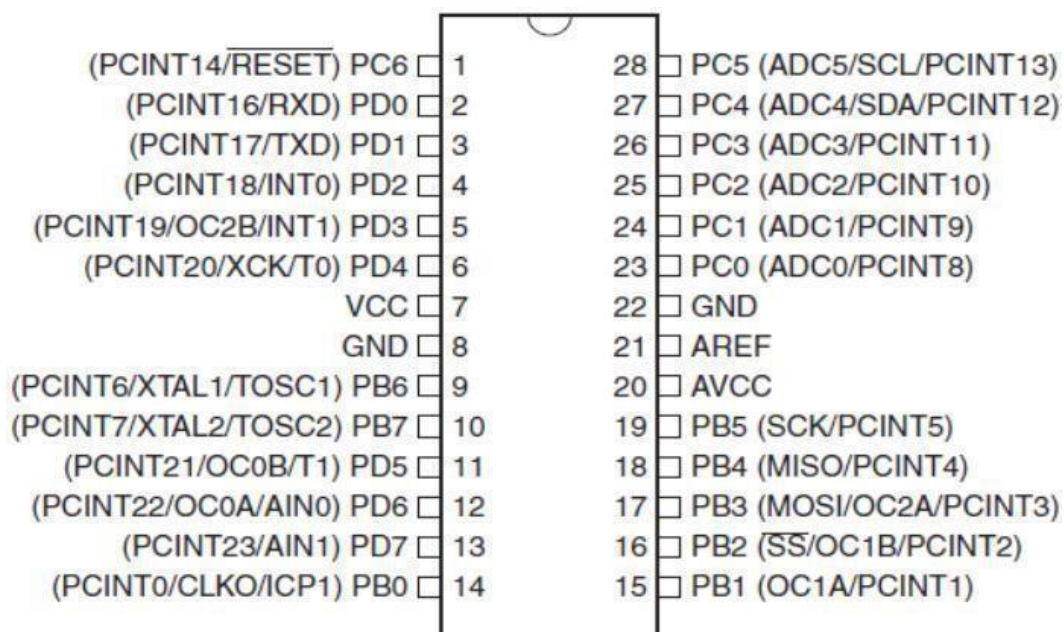 (PCINT14/RESET) PC6 1 28 PC5 (ADC5/SCL/PCINT13)
(PCINT16/RXD) PD0 2 27 PC4 (ADC4/SDA/PCINT12)
(PCINT17/TXD) PD1 3 26 PC3 (ADC3/PCINT11)
(PCINT18/INT0) PD2 4 25 PC2 (ADC2/PCINT10)
(PCINT19/OC2B/INT1) PD3 5 24 PC1 (ADC1/PCINT9)
(PCINT20/XCK/T0) PD4 6 23 PC0 (ADC0/PCINT8)
VCC 7 22 GND
GND 8 21 AREF
(PCINT6/XTAL1/TOSC1) PB6 9 20 AVCC
(PCINT7/XTAL2/TOSC2) PB7 10 19 PB5 (SCK/PCINT5)
(PCINT21/OC0B/T1) PD5 11 18 PB4 (MISO/PCINT4)
(PCINT22/OC0A/AIN0) PD6 12 17 PB3 (MOSI/OC2A/PCINT3)
(PCINT23/AIN1) PD7 13 16 PB2 (SS/OC1B/PCINT2)
(PCINT0/CLKO/ICP1) PB0 14 15 PB1 (OC1A/PCINT1)